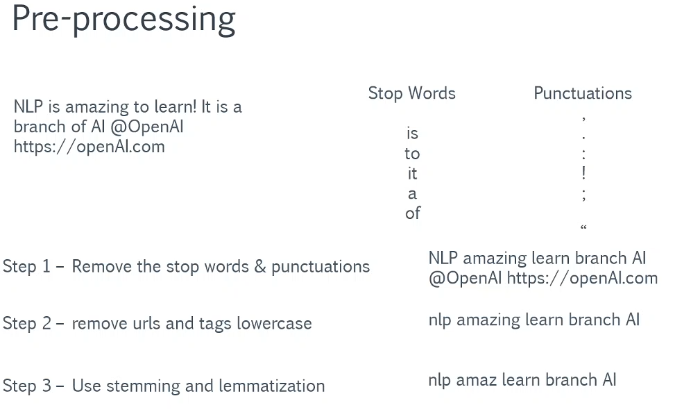 Pre-processing
NLP is amazing to learn! It is a
branch of AI @OpenAI
https://openAI.com
Stop Words
is
to
it
a
of
Punctuations
,
.
:
!
;
“
Step 1 – Remove the stop words & punctuations
NLP amazing learn branch AI
@OpenAI https://openAI.com
Step 2 – remove urls and tags lowercase
nlp amazing learn branch AI
Step 3 – Use stemming and lemmatization
nlp amaz learn branch AI